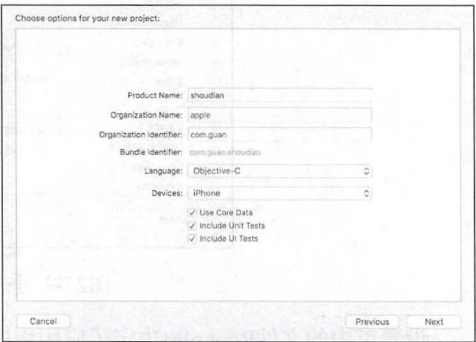 Choose options for your new project:
Product Name: shoudian
Organization Name: apple
Organization Identifier: com.guan
Bundle Identifier: com.guan.shoudian
Language: Objective-C
Devices: iPhone
Use Core Data
Include Unit Tests
Include UI Tests
Cancel Previous Next